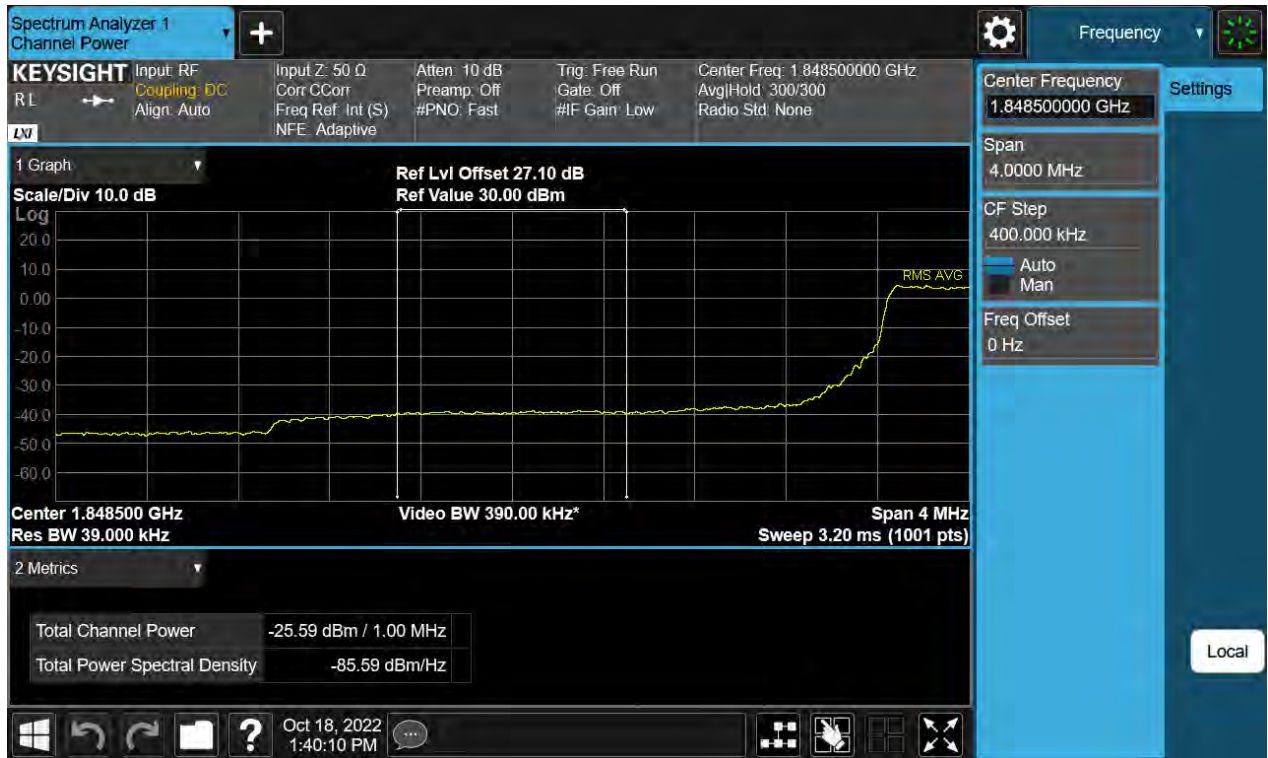 Spectrum Analyzer 1
Channel Power
+
Frequency
KEYSIGHT
RL
LXI
Input: RF
Coupling: DC
Align: Auto
Input Z: 50 Ω
Corr CCorr
Freq Ref: Int (S)
NFE: Adaptive
Atten: 10 dB
Preamp: Off
#PNO: Fast
Trig: Free Run
Gate: Off
#IF Gain: Low
Center Freq: 1.848500000 GHz
Avg|Hold: 300/300
Radio Std: None
Center Frequency
1.848500000 GHz
Settings
Span
4.0000 MHz
CF Step
400.000 kHz
Auto
Man
Freq Offset
0 Hz
1 Graph
Scale/Div 10.0 dB
Ref Lvl Offset 27.10 dB
Ref Value 30.00 dBm
Log
20.0
10.0
0.00
-10.0
-20.0
-30.0
-40.0
-50.0
-60.0
RMS AVG
Center 1.848500 GHz
Video BW 390.00 kHz*
Span 4 MHz
Res BW 39.000 kHz
Sweep 3.20 ms (1001 pts)
2 Metrics
Total Channel Power -25.59 dBm / 1.00 MHz
Total Power Spectral Density -85.59 dBm/Hz
Local
?
Oct 18, 2022
1:40:10 PM